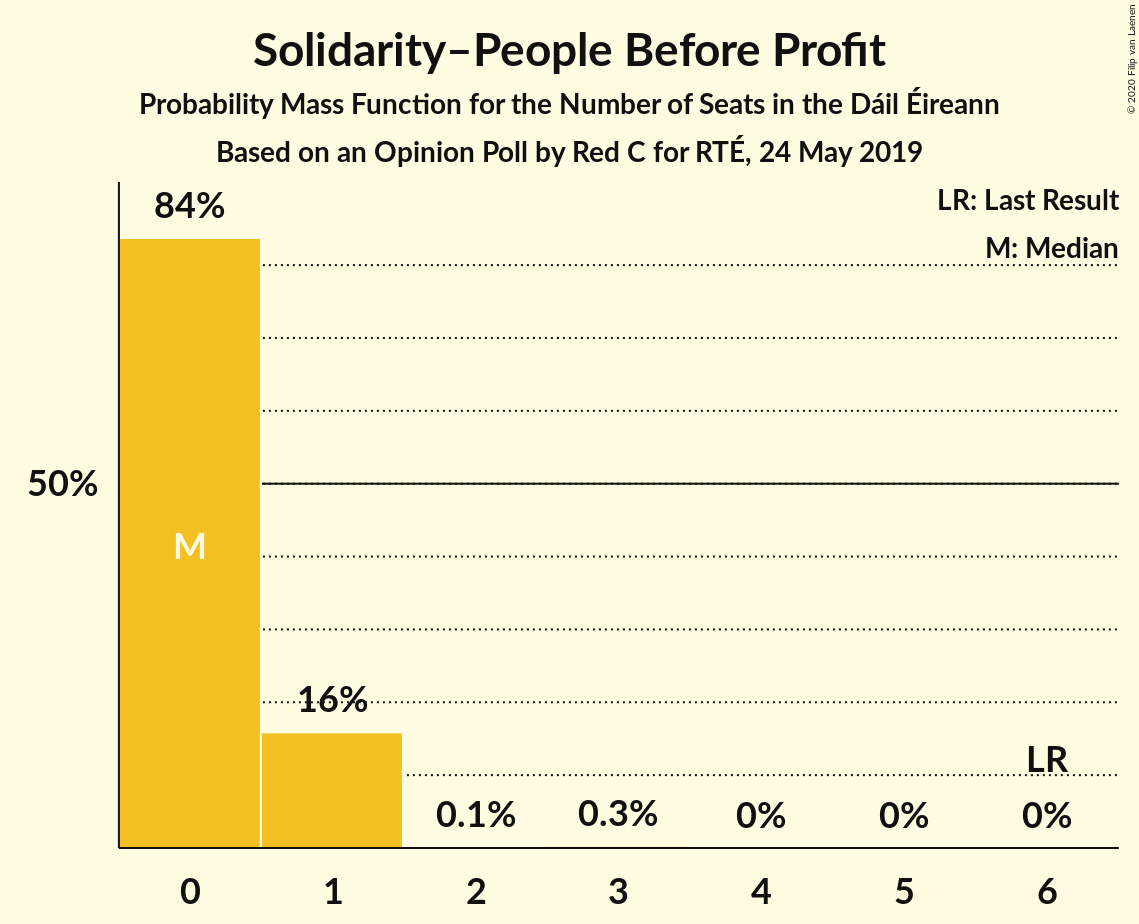 Solidarity–People Before Profit
Probability Mass Function for the Number of Seats in the Dáil Éireann
Based on an Opinion Poll by Red C for RTÉ, 24 May 2019
© 2020 Filip van Laenen
LR: Last Result
M: Median
84%
50%
M
16%
LR
0.1%
0.3%
0%
0%
0%
0
1
2
3
4
5
6